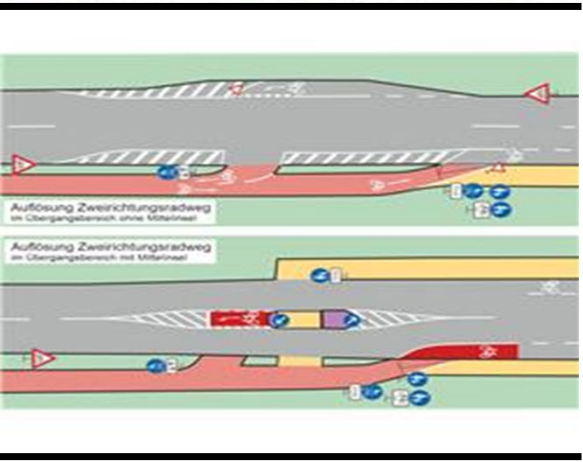 Auflösung Zweirichtungsradweg
im Übergangsbereich ohne Mittelinsel
Auflösung Zweirichtungsradweg
im Übergangsbereich mit Mittelinsel